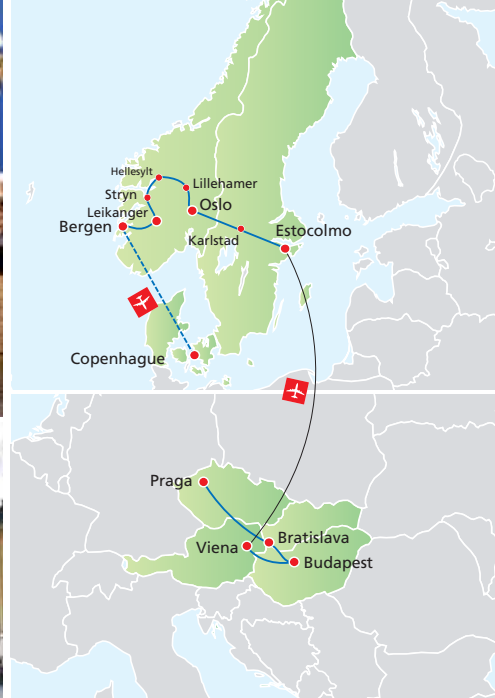 Hellesylt
Lillehamer
Stryn
Oslo
Leikanger
Bergen
Estocolmo
Karlstad
Copenhague
Praga
Bratislava
Viena
Budapest